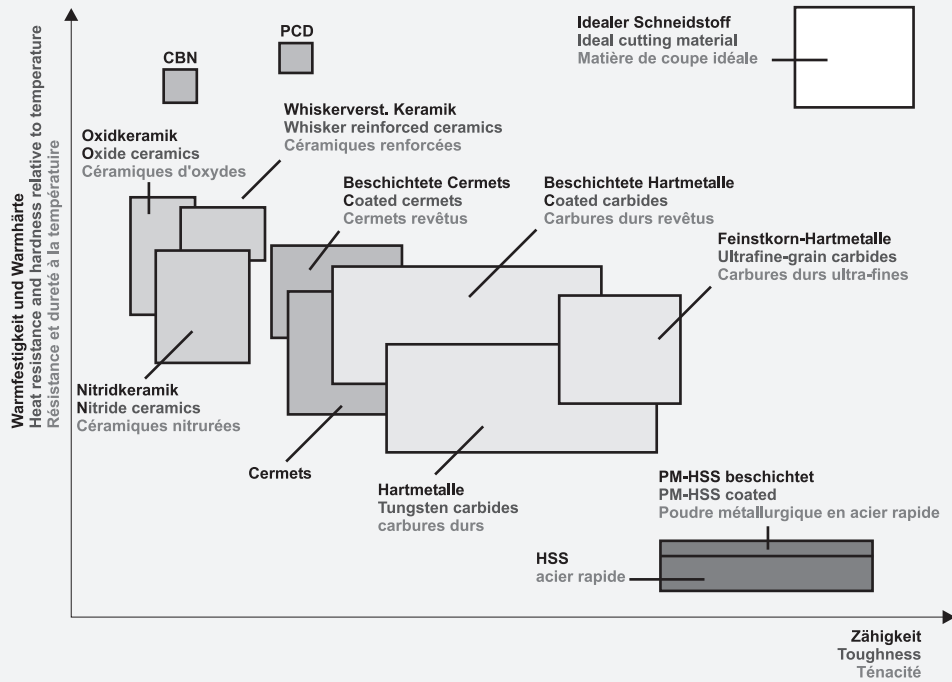 CBN
PCD
Idealer Schneidstoff
Ideal cutting material
Matière de coupe idéale
Warmfestigkeit und Warmhärte
Heat resistance and hardness relative to temperature
Résistance et dureté à la température
Oxidkeramik
Oxide ceramics
Céramiques d'oxydes
Whiskerverst. Keramik
Whisker reinforced ceramics
Céramiques renforcées
Beschichtete Cermets
Coated cermets
Cermets revêtus
Beschichtete Hartmetalle
Coated carbides
Carbures durs revêtus
Feinstkorn-Hartmetalle
Ultrafine-grain carbides
Carbures durs ultra-fines
Nitridkeramik
Nitride ceramics
Céramiques nitrurées
Cermets
Hartmetalle
Tungsten carbides
carbures durs
PM-HSS beschichtet
PM-HSS coated
Poudre métallurgique en acier rapide
HSS
acier rapide
Zähigkeit
Toughness
Ténacité